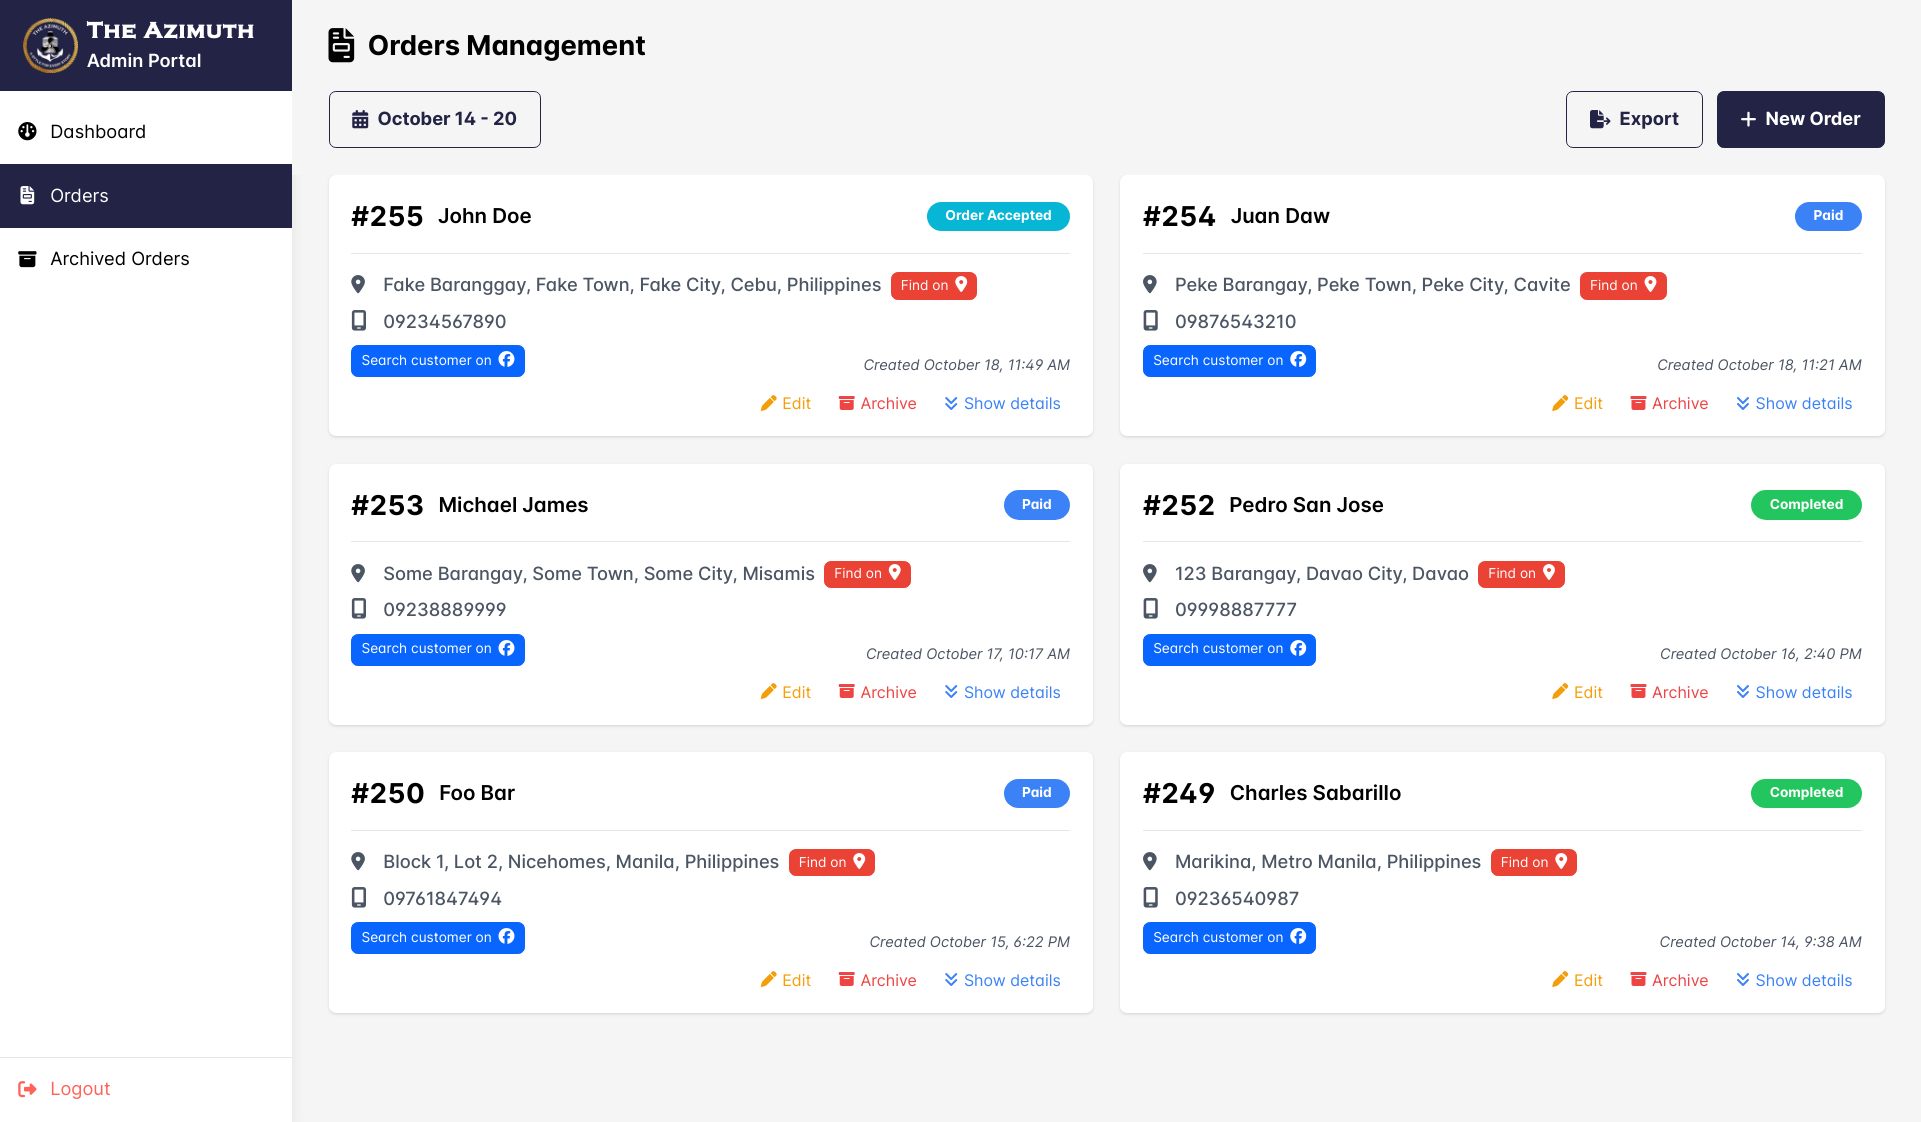 THE AZIMUTH
Admin Portal
Dashboard
Orders
Archived Orders
Logout
Orders Management
October 14 - 20
Export
New Order
#255 John Doe
Order Accepted
Fake Baranggay, Fake Town, Fake City, Cebu, Philippines
Find on
09234567890
Search customer on
Created October 18, 11:49 AM
Edit
Archive
Show details
#254 Juan Daw
Paid
Peke Barangay, Peke Town, Peke City, Cavite
Find on
09876543210
Search customer on
Created October 18, 11:21 AM
Edit
Archive
Show details
#253 Michael James
Paid
Some Barangay, Some Town, Some City, Misamis
Find on
09238889999
Search customer on
Created October 17, 10:17 AM
Edit
Archive
Show details
#252 Pedro San Jose
Completed
123 Barangay, Davao City, Davao
Find on
09998887777
Search customer on
Created October 16, 2:40 PM
Edit
Archive
Show details
#250 Foo Bar
Paid
Block 1, Lot 2, Nicehomes, Manila, Philippines
Find on
09761847494
Search customer on
Created October 15, 6:22 PM
Edit
Archive
Show details
#249 Charles Sabarillo
Completed
Marikina, Metro Manila, Philippines
Find on
09236540987
Search customer on
Created October 14, 9:38 AM
Edit
Archive
Show details